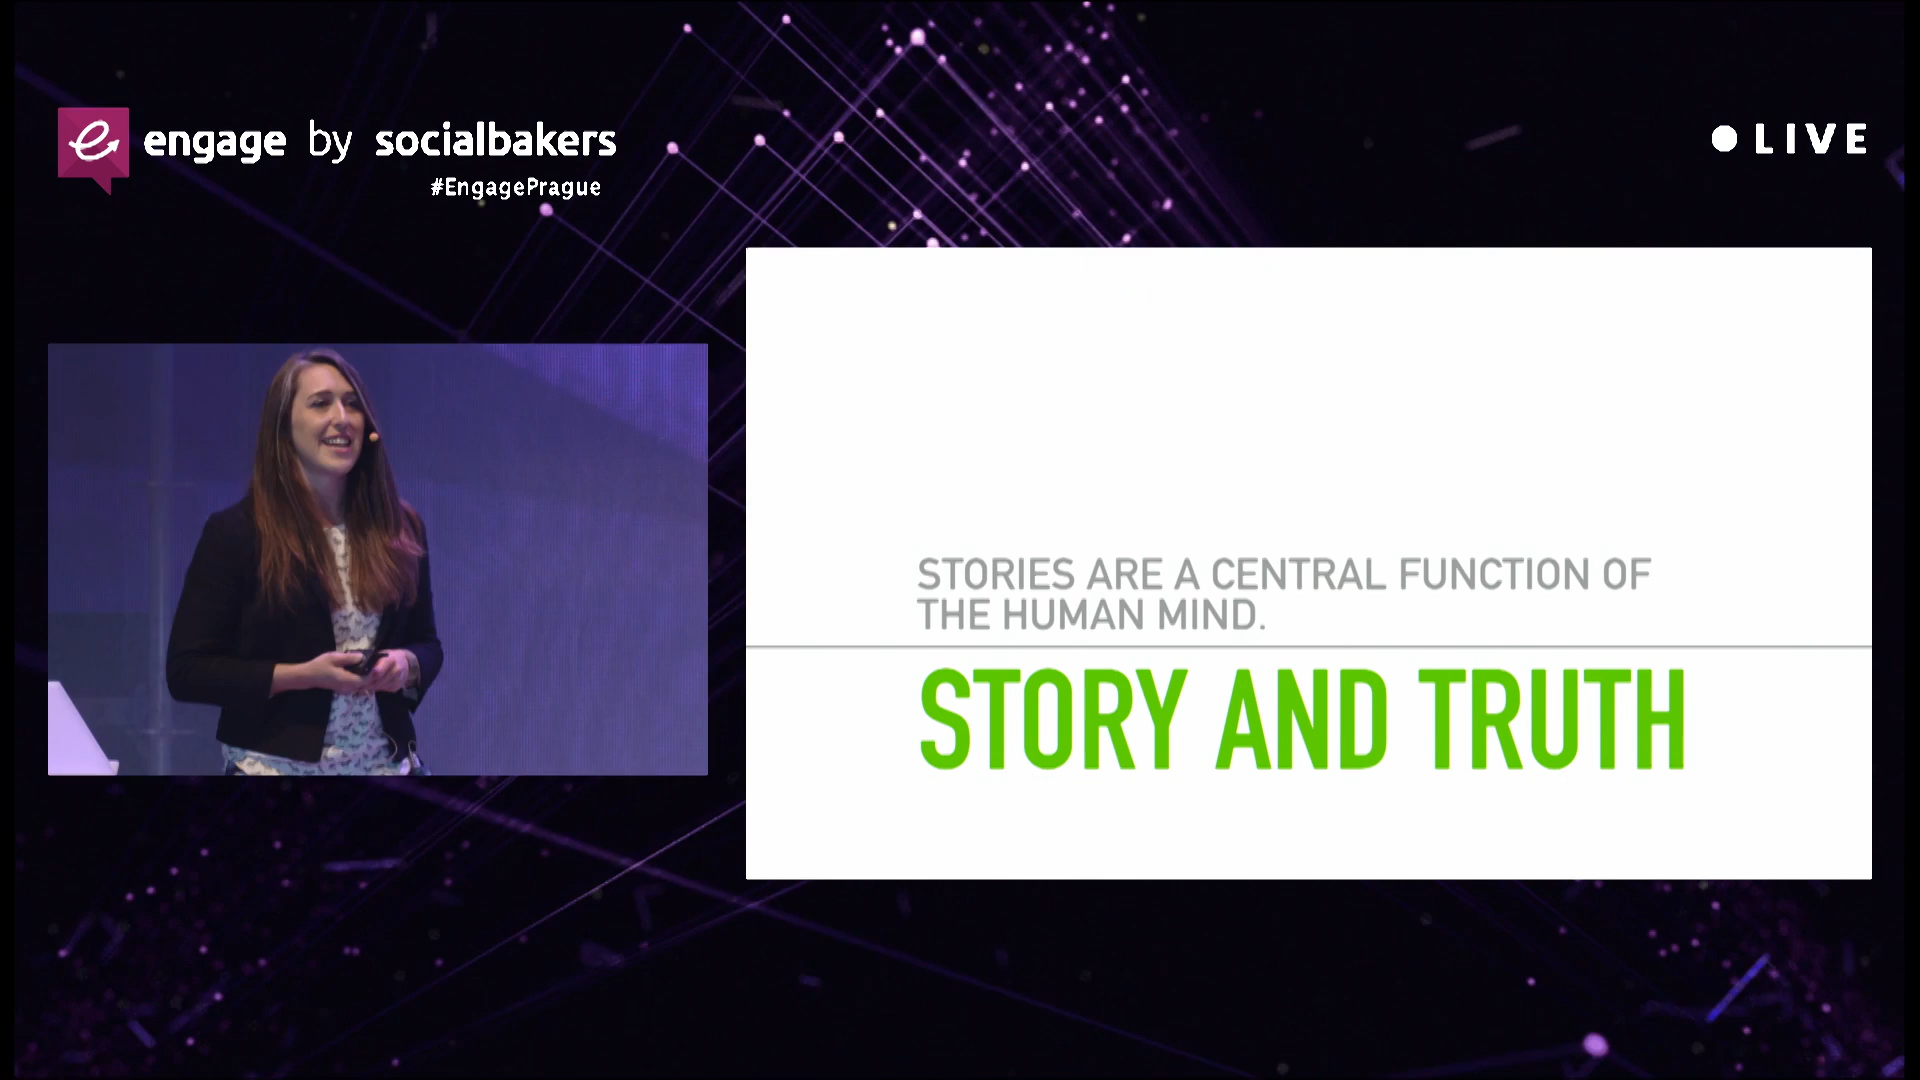 engage by socialbakers
#EngagePrague
LIVE
STORIES ARE A CENTRAL FUNCTION OF
THE HUMAN MIND.
STORY AND TRUTH